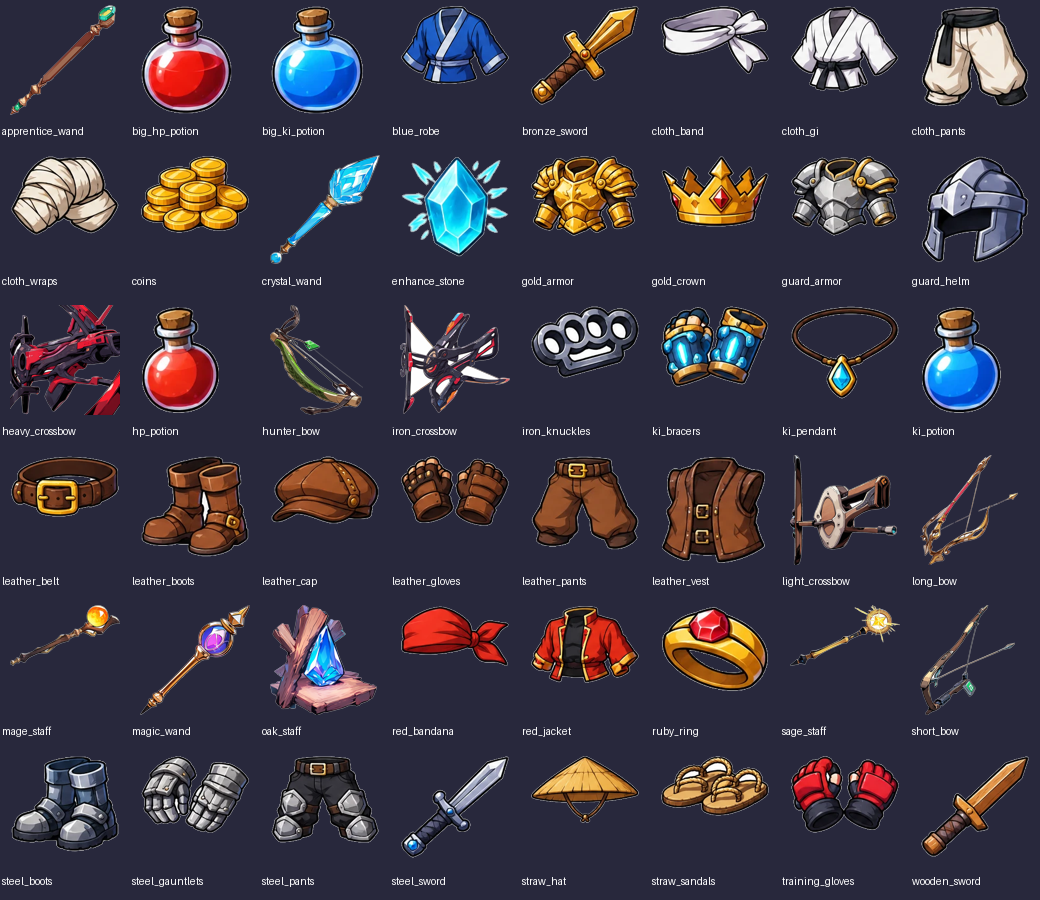 apprentice_wand big_hp_potion big_ki_potion blue_robe bronze_sword cloth_band cloth_gi cloth_pants
cloth_wraps coins crystal_wand enhance_stone gold_armor gold_crown guard_armor guard_helm
heavy_crossbow hp_potion hunter_bow iron_crossbow iron_knuckles ki_bracers ki_pendant ki_potion
leather_belt leather_boots leather_cap leather_gloves leather_pants leather_vest light_crossbow long_bow
mage_staff magic_wand oak_staff red_bandana red_jacket ruby_ring sage_staff short_bow
steel_boots steel_gauntlets steel_pants steel_sword straw_hat straw_sandals training_gloves wooden_sword